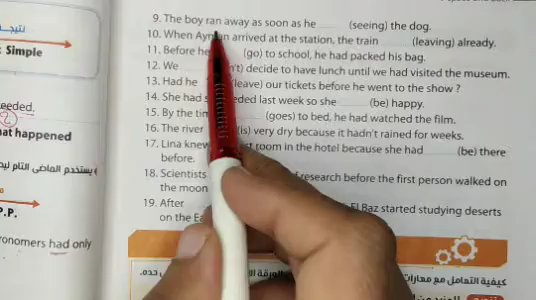 9. The boy ran away as soon as he (seeing) the dog.
10. When Ayman arrived at the station, the train (leaving) already.
11. Before he (go) to school, he had packed his bag.
12. We n't) decide to have lunch until we had visited the museum.
13. Had he (leave) our tickets before he went to the show ?
14. She had eded last week so she (be) happy.
15. By the tim (goes) to bed, he had watched the film.
16. The river (is) very dry because it hadn't rained for weeks.
17. Lina knew st room in the hotel because she had (be) there
before.
18. Scientists research before the first person walked on
the moon
19. After El Baz started studying deserts
on the Ea
: Simple
eeded.
2
at happened
يستخدم الماضى التام
P.P.
ronomers had only
كيفية التعامل مع